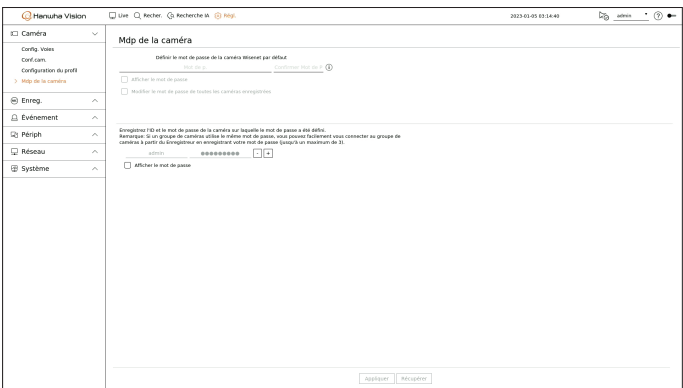 Hanwha Vision
Live Recher. Recherche IA Régl.
2023-01-05 03:14:40
admin
Caméra
Config. Voies
Conf.cam.
Configuration du profil
Mdp de la caméra
Enreg.
Événement
Périph
Réseau
Système
Mdp de la caméra
Définir le mot de passe de la caméra Wisenet par défaut
Mot de p
Confirmer Mot de P
Afficher le mot de passe
Modifier le mot de passe de toutes les caméras enregistrées
Enregistrez l'ID et le mot de passe de la caméra sur laquelle le mot de passe a été défini.
Remarque: Si un groupe de caméras utilise le même mot de passe, vous pouvez facilement vous connecter au groupe de
caméras à partir du Enregistreur en enregistrant votre mot de passe (jusqu'à un maximum de 3).
admin ●●●●●●●●● - +
Afficher le mot de passe
Appliquer Récupérer